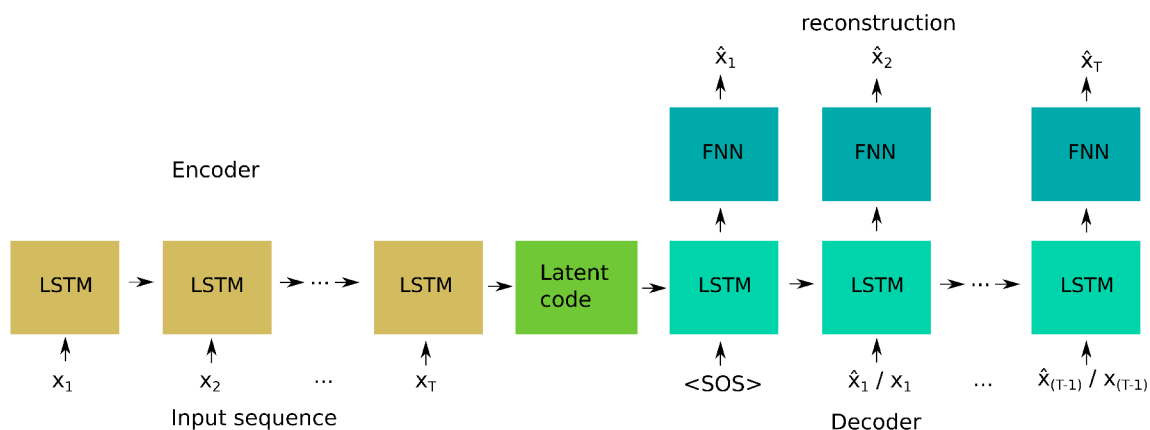 reconstruction
x̂1 x̂2 x̂T
FNN FNN FNN
Encoder
LSTM LSTM ... LSTM Latent code LSTM LSTM ... LSTM
x1 x2 ... xT <SOS> x̂1 / x1 ... x̂(T-1) / x(T-1)
Input sequence Decoder